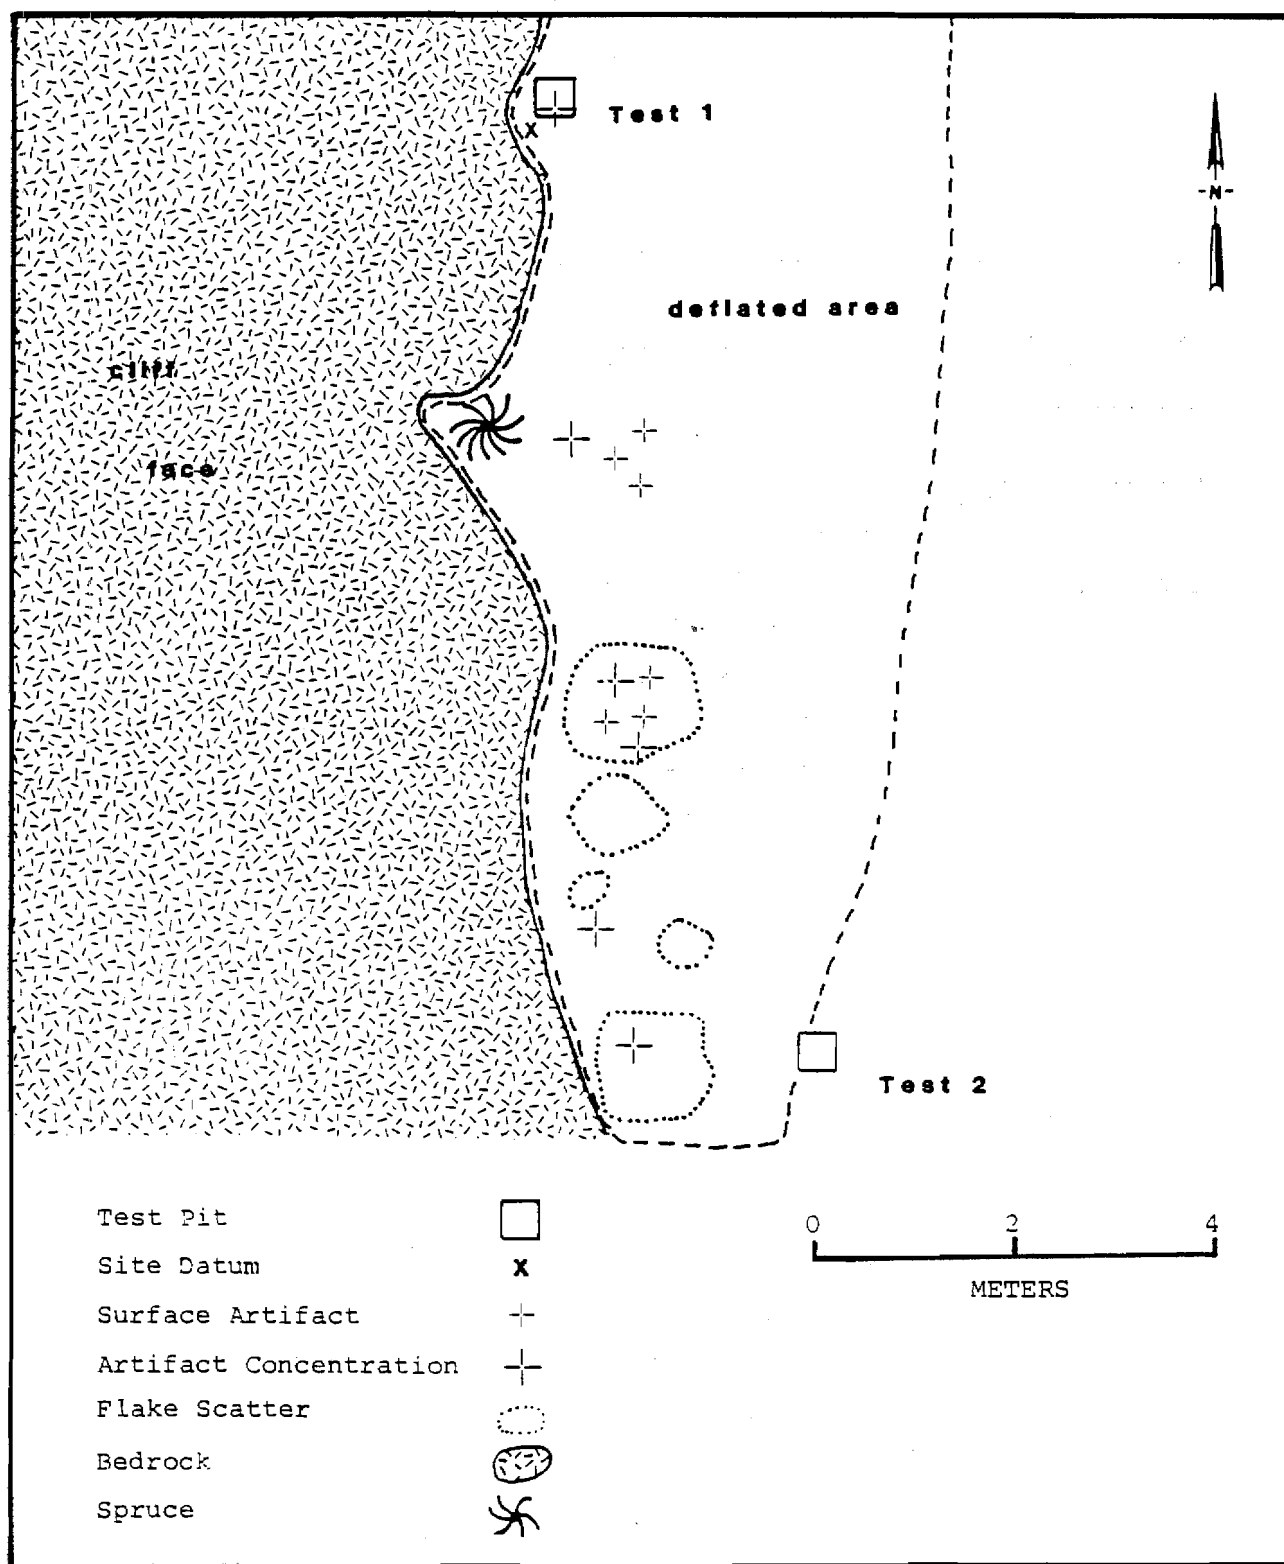 Test 1
-N-
deflated area
cliff
face
Test 2
Test Pit
Site Datum
Surface Artifact
Artifact Concentration
Flake Scatter
Bedrock
Spruce
0 2 4
METERS